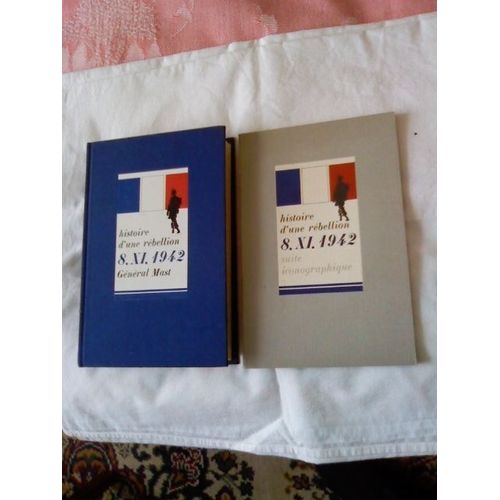 histoire
d'une rébellion
8.XI.1942
Général Mast
histoire
d'une rébellion
8.XI.1942
suite
iconographique